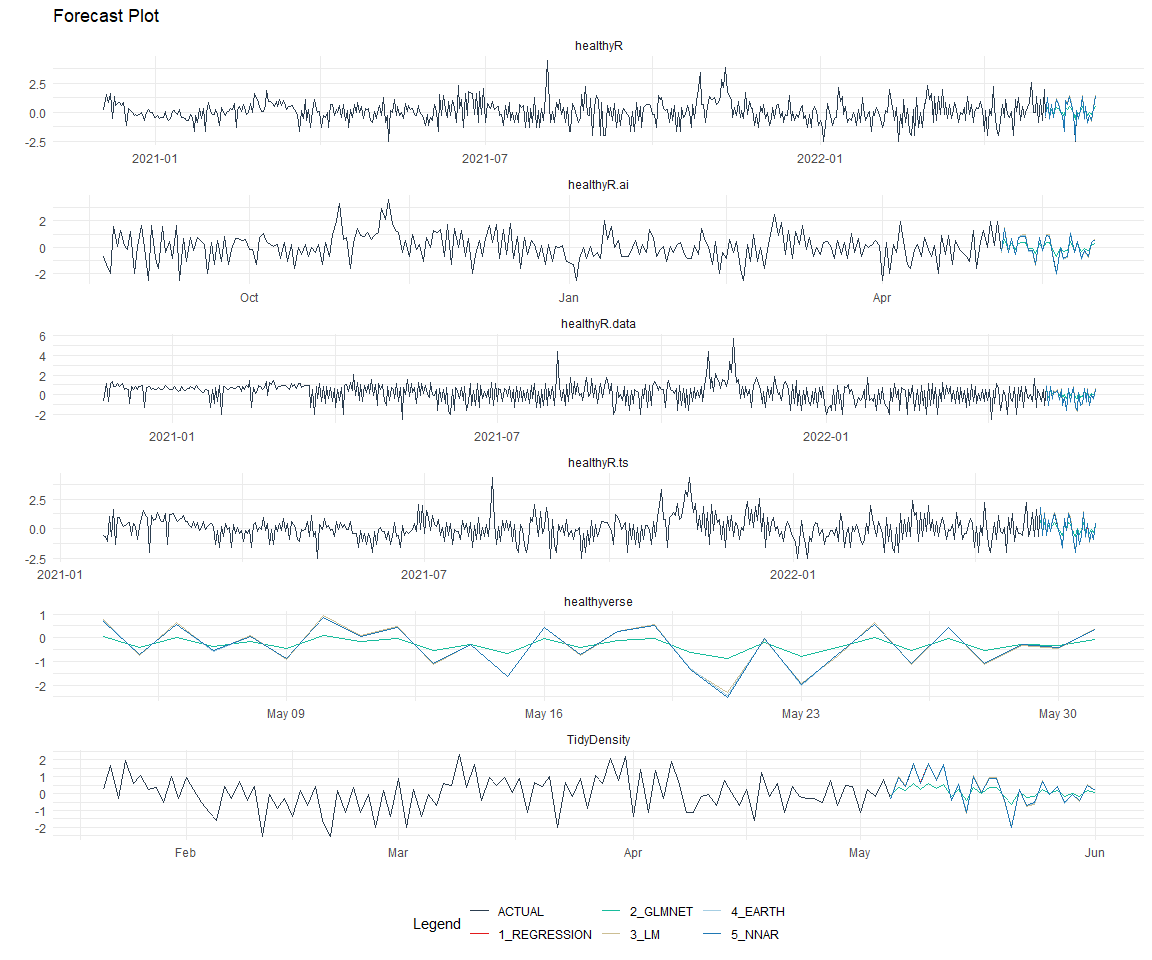 Forecast Plot
healthyR
2.5
0.0
-2.5
2021-01 2021-07 2022-01
healthyR.ai
2
0
-2
Oct Jan Apr
healthyR.data
6
4
2
0
-2
2021-01 2021-07 2022-01
healthyR.ts
2.5
0.0
-2.5
2021-01 2021-07 2022-01
healthyverse
1
0
-1
-2
May 09 May 16 May 23 May 30
TidyDensity
2
1
0
-1
-2
Feb Mar Apr May Jun
Legend
ACTUAL 2_GLMNET 4_EARTH
1_REGRESSION 3_LM 5_NNAR